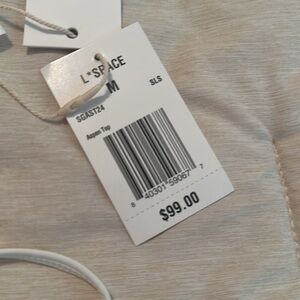 L*SPACE
M
SLS
SGAST24
Aspen Top
8 40301 59067 7
$99.00